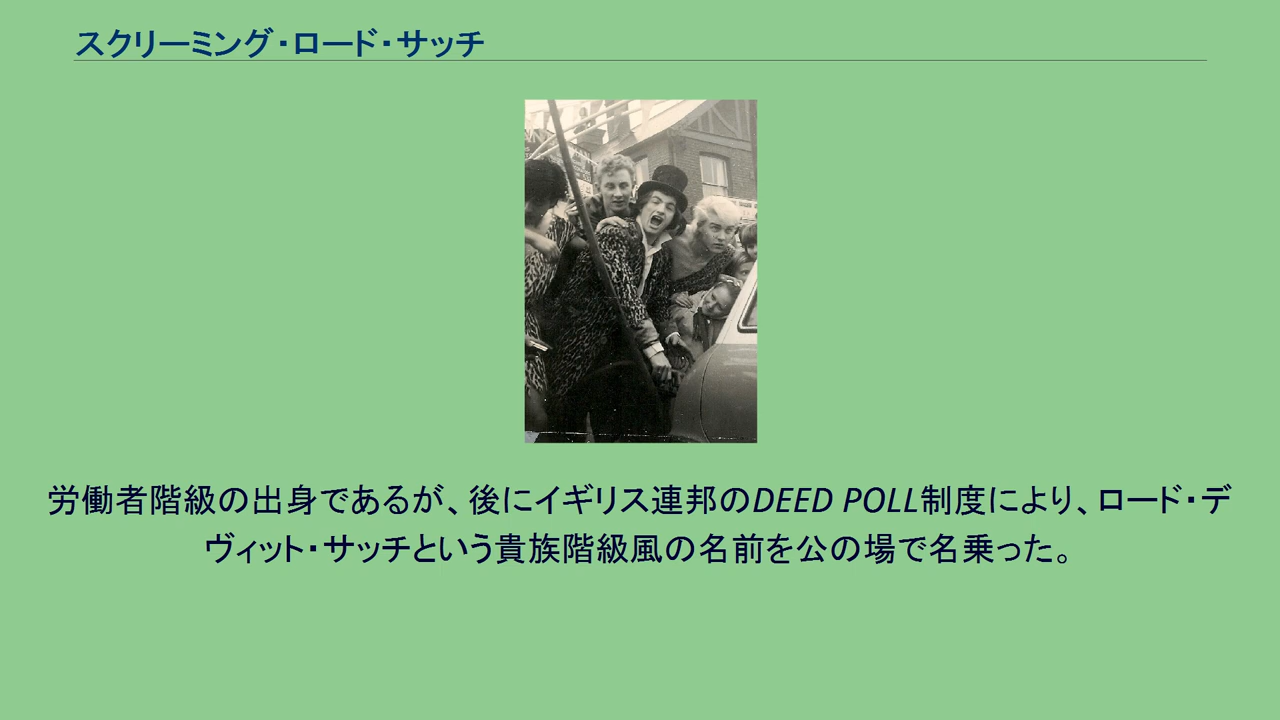 スクリーミング・ロード・サッチ
労働者階級の出身であるが、後にイギリス連邦のDEED POLL制度により、ロード・デ
ヴィット・サッチという貴族階級風の名前を公の場で名乗った。